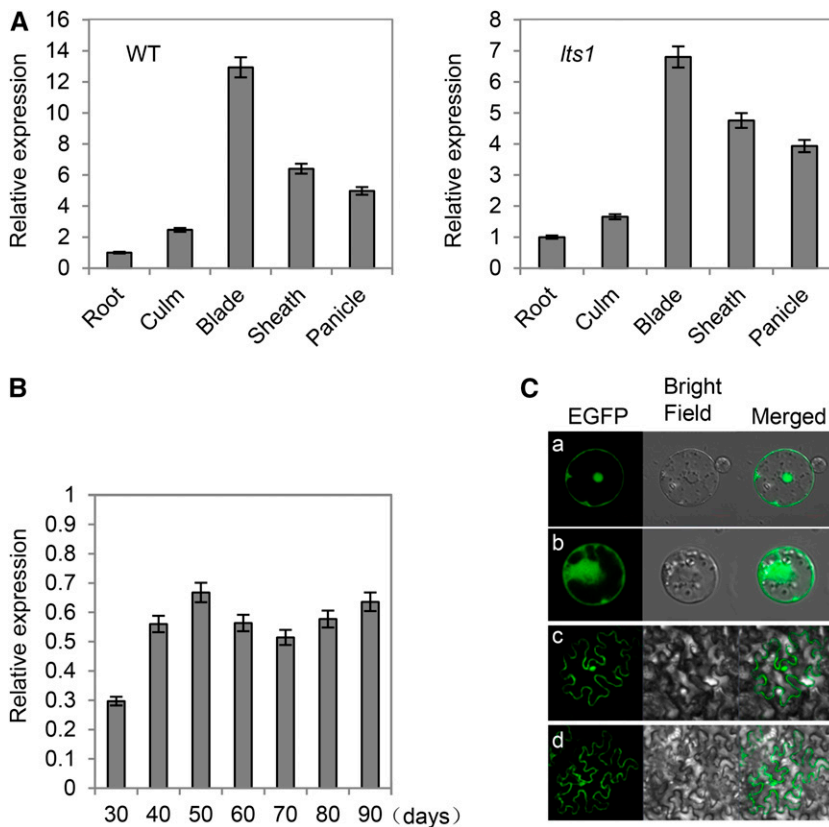 A
WT
Relative expression
16
14
12
10
8
6
4
2
0
Root
Culm
Blade
Sheath
Panicle
lts1
Relative expression
8
7
6
5
4
3
2
1
0
Root
Culm
Blade
Sheath
Panicle
B
Relative expression
1
0.9
0.8
0.7
0.6
0.5
0.4
0.3
0.2
0.1
0
30 40 50 60 70 80 90（days）
C
EGFP
Bright
Field
Merged
a
b
c
d